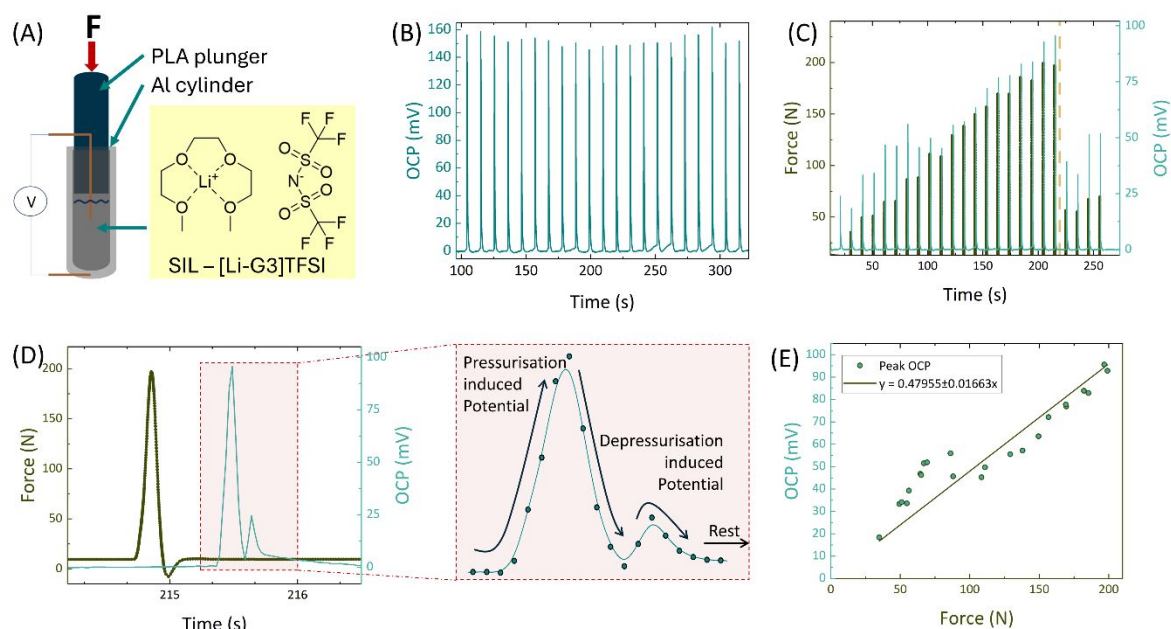 (A)
F
PLA plunger
Al cylinder
V
O
O
O
O
Li⁺
F
F
F
O
S
O
N⁻
O
S
O
F
F
F
SIL – [Li-G3]TFSI
(B)
OCP (mV)
160
140
120
100
80
60
40
20
0
100
150
200
250
300
Time (s)
(C)
Force (N)
200
150
100
50
50
100
150
200
250
Time (s)
100
75
50
25
0
OCP (mV)
(D)
Force (N)
200
150
100
50
0
215
216
Time (s)
100
75
50
25
0
OCP (mV)
Pressurisation
induced
Potential
Depressurisation
induced
Potential
Rest
(E)
OCP (mV)
100
90
80
70
60
50
40
30
20
10
0
Peak OCP
y = 0.47955±0.01663x
0
50
100
150
200
Force (N)